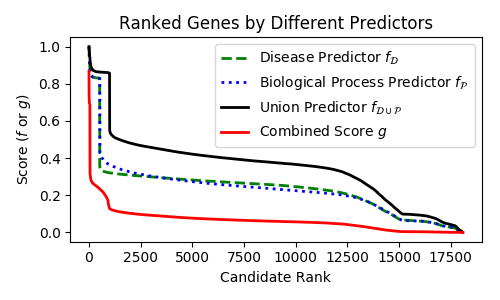 Ranked Genes by Different Predictors
Disease Predictor f_𝒟
Biological Process Predictor f_𝒫
Union Predictor f_𝒟∪𝒫
Combined Score g
Score (f or g)
1.0
0.8
0.6
0.4
0.2
0.0
0 2500 5000 7500 10000 12500 15000 17500
Candidate Rank